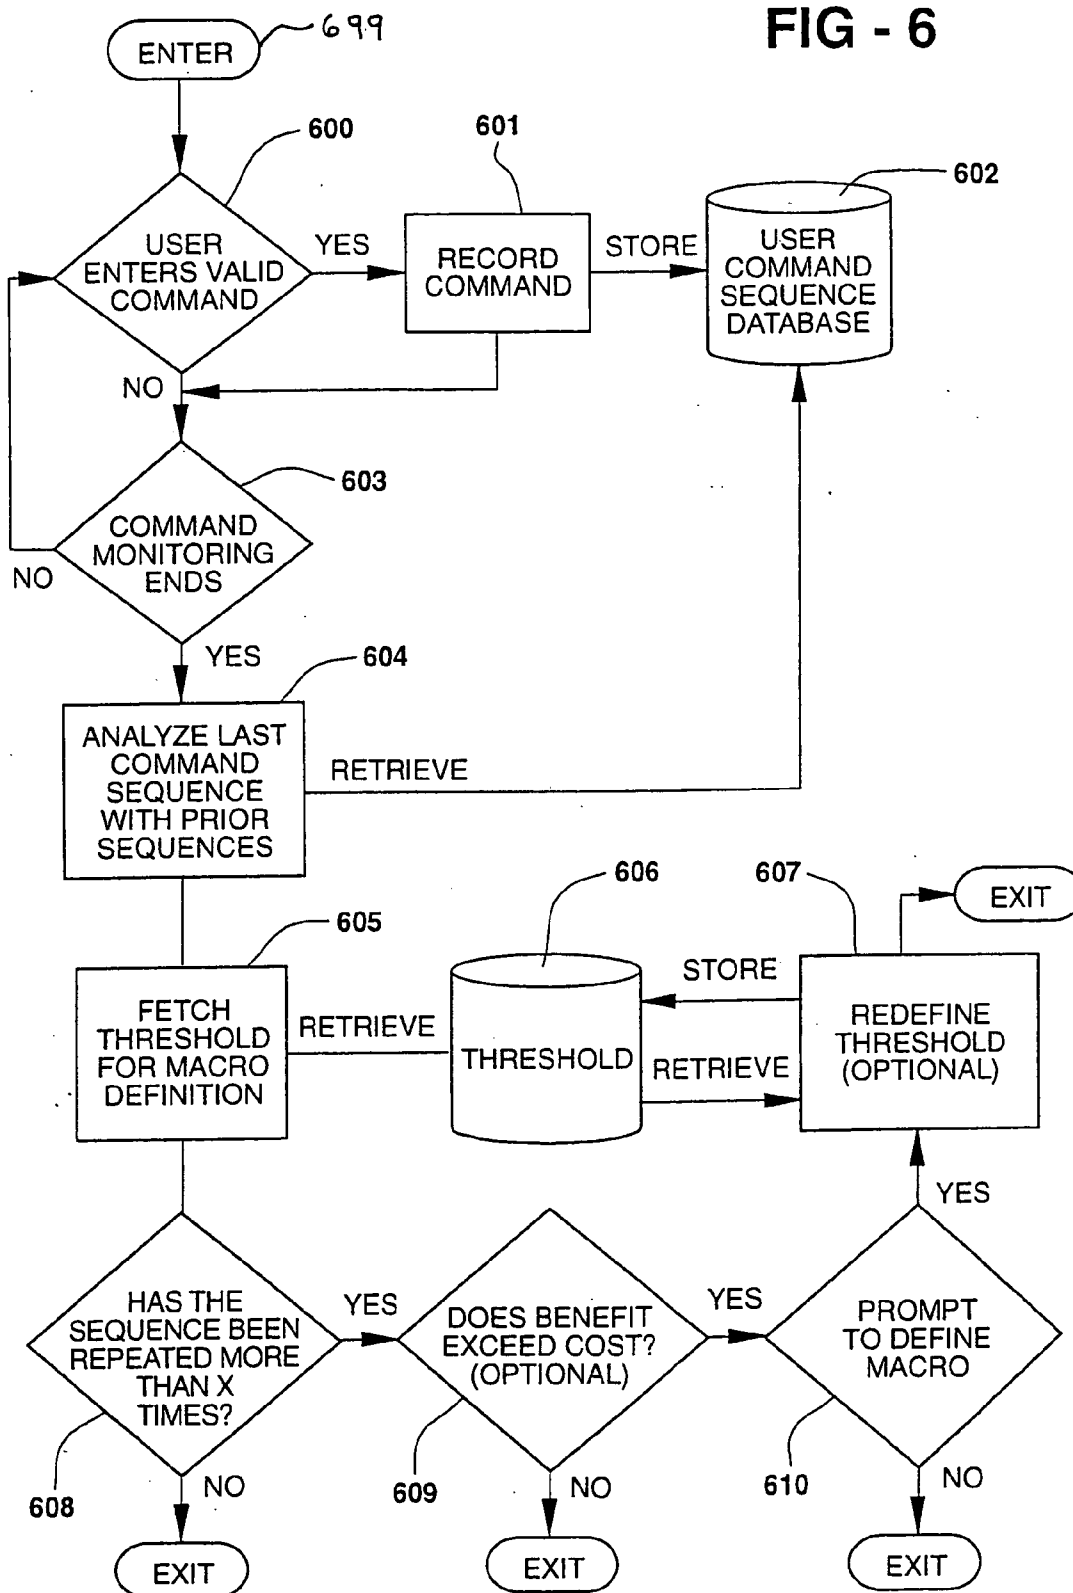 FIG - 6
ENTER
699
600
601
602
USER
ENTERS VALID
COMMAND
YES
RECORD
COMMAND
STORE
USER
COMMAND
SEQUENCE
DATABASE
NO
603
COMMAND
MONITORING
ENDS
NO
YES
604
ANALYZE LAST
COMMAND
SEQUENCE
WITH PRIOR
SEQUENCES
RETRIEVE
605
606
607
EXIT
FETCH
THRESHOLD
FOR MACRO
DEFINITION
RETRIEVE
THRESHOLD
STORE
RETRIEVE
REDEFINE
THRESHOLD
(OPTIONAL)
YES
HAS THE
SEQUENCE BEEN
REPEATED MORE
THAN X
TIMES?
YES
DOES BENEFIT
EXCEED COST?
(OPTIONAL)
YES
PROMPT
TO DEFINE
MACRO
608
NO
609
NO
610
NO
EXIT
EXIT
EXIT